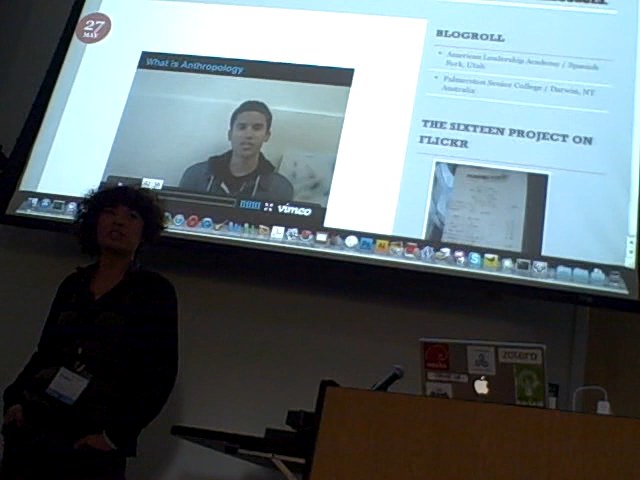 27
MAY
What is Anthropology
vimeo
BLOGROLL
American Leadership Academy / Spanish
Fork, Utah
Palmerston Senior College / Darwin, NT
Australia
THE SIXTEEN PROJECT ON
FLICKR
zotero